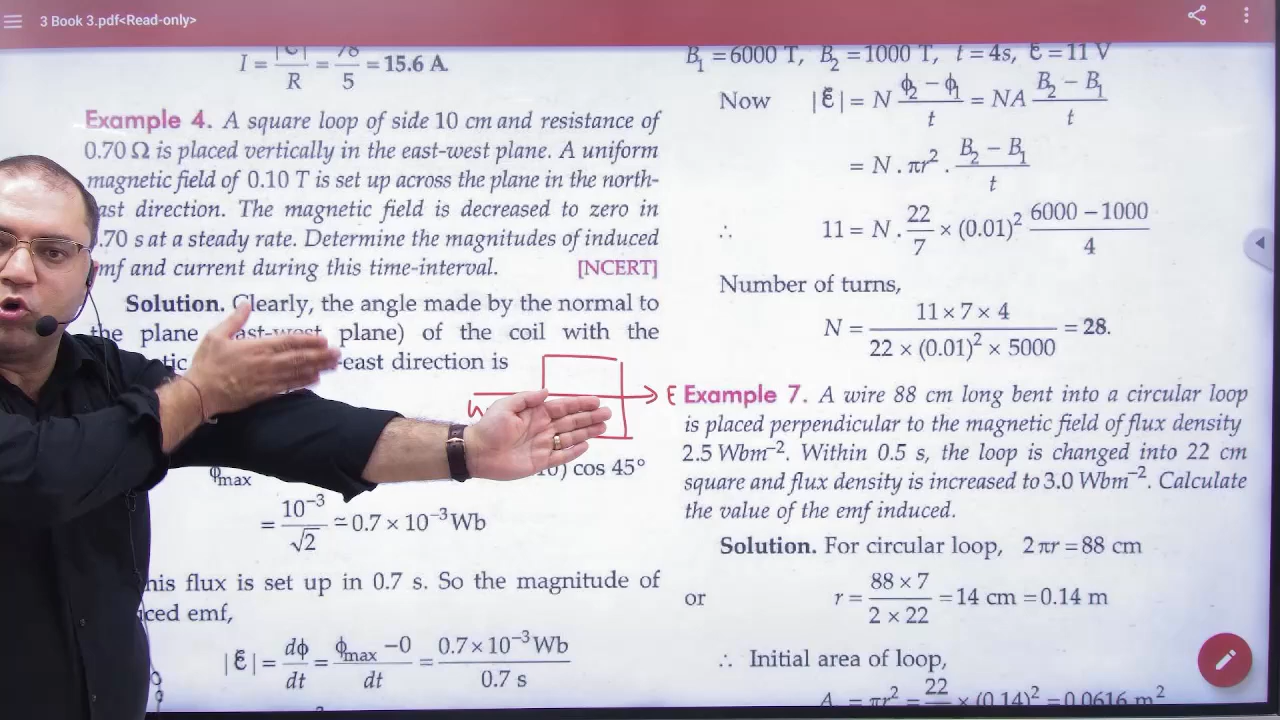 3 Book 3.pdf<Read-only>
I = |ℰ|/R = 78/5 = 15.6 A.
Example 4. A square loop of side 10 cm and resistance of
0.70 Ω is placed vertically in the east-west plane. A uniform
magnetic field of 0.10 T is set up across the plane in the north-
ast direction. The magnetic field is decreased to zero in
.70 s at a steady rate. Determine the magnitudes of induced
mf and current during this time-interval. [NCERT]
Solution. Clearly, the angle made by the normal to
the plane ast-west plane) of the coil with the
tic -east direction is
E
cos 45°
ϕmax
= 10⁻³/√2 ≃ 0.7 × 10⁻³ Wb
his flux is set up in 0.7 s. So the magnitude of
ced emf,
|ℰ| = dϕ/dt = (ϕmax − 0)/dt = 0.7 × 10⁻³ Wb/0.7 s
B₁ = 6000 T, B₂ = 1000 T, t = 4s, ℰ = 11 V
Now |ℰ| = N (ϕ₂ − ϕ₁)/t = NA (B₂ − B₁)/t
= N . πr² . (B₂ − B₁)/t
∴ 11 = N . 22/7 × (0.01)² (6000 − 1000)/4
Number of turns,
N = (11 × 7 × 4)/(22 × (0.01)² × 5000) = 28.
Example 7. A wire 88 cm long bent into a circular loop
is placed perpendicular to the magnetic field of flux density
2.5 Wbm⁻². Within 0.5 s, the loop is changed into 22 cm
square and flux density is increased to 3.0 Wbm⁻². Calculate
the value of the emf induced.
Solution. For circular loop, 2πr = 88 cm
or r = (88 × 7)/(2 × 22) = 14 cm = 0.14 m
∴ Initial area of loop,
A = πr² = 22 × (0.14)² = 0.0616 m²